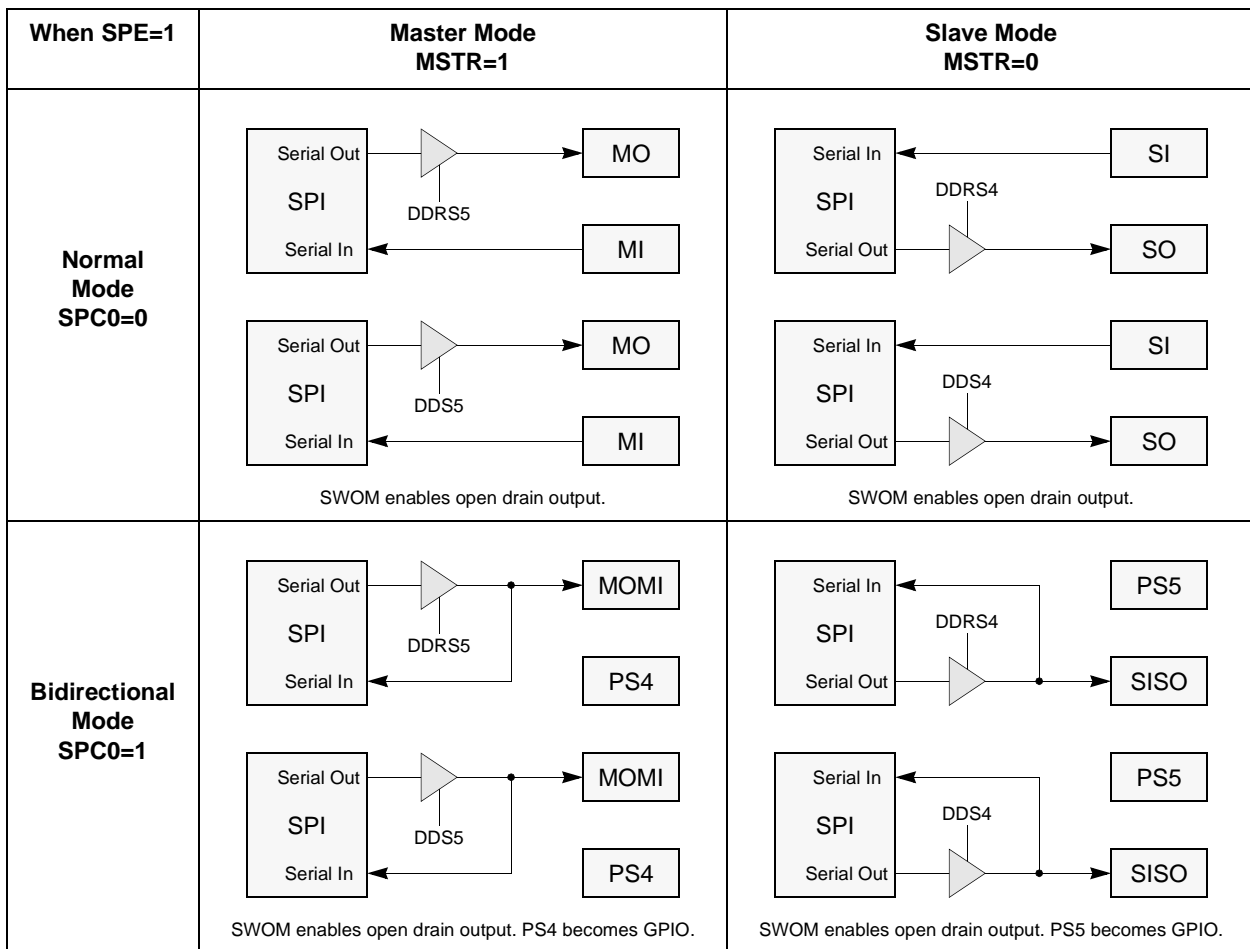 When SPE=1
Master Mode
MSTR=1
Slave Mode
MSTR=0
Normal
Mode
SPC0=0
Serial Out
SPI
Serial In
DDRS5
MO
MI
Serial Out
SPI
Serial In
DDS5
MO
MI
SWOM enables open drain output.
Serial In
SPI
Serial Out
DDRS4
SI
SO
Serial In
SPI
Serial Out
DDS4
SI
SO
SWOM enables open drain output.
Bidirectional
Mode
SPC0=1
Serial Out
SPI
Serial In
DDRS5
MOMI
PS4
Serial Out
SPI
Serial In
DDS5
MOMI
PS4
SWOM enables open drain output. PS4 becomes GPIO.
Serial In
SPI
Serial Out
DDRS4
PS5
SISO
Serial In
SPI
Serial Out
DDS4
PS5
SISO
SWOM enables open drain output. PS5 becomes GPIO.